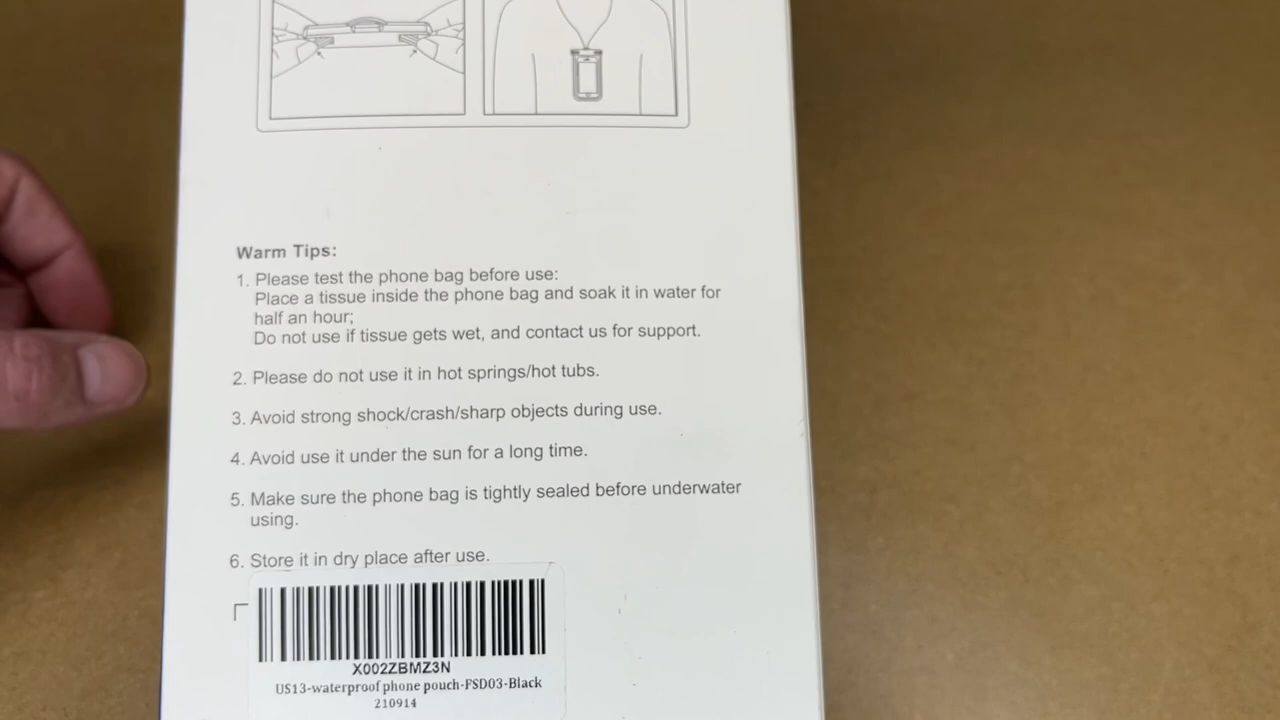 Warm Tips:
1. Please test the phone bag before use:
Place a tissue inside the phone bag and soak it in water for
half an hour;
Do not use if tissue gets wet, and contact us for support.
2. Please do not use it in hot springs/hot tubs.
3. Avoid strong shock/crash/sharp objects during use.
4. Avoid use it under the sun for a long time.
5. Make sure the phone bag is tightly sealed before underwater
using.
6. Store it in dry place after use.
X002ZBMZ3N
US13-waterproof phone pouch-FSD03-Black
210914